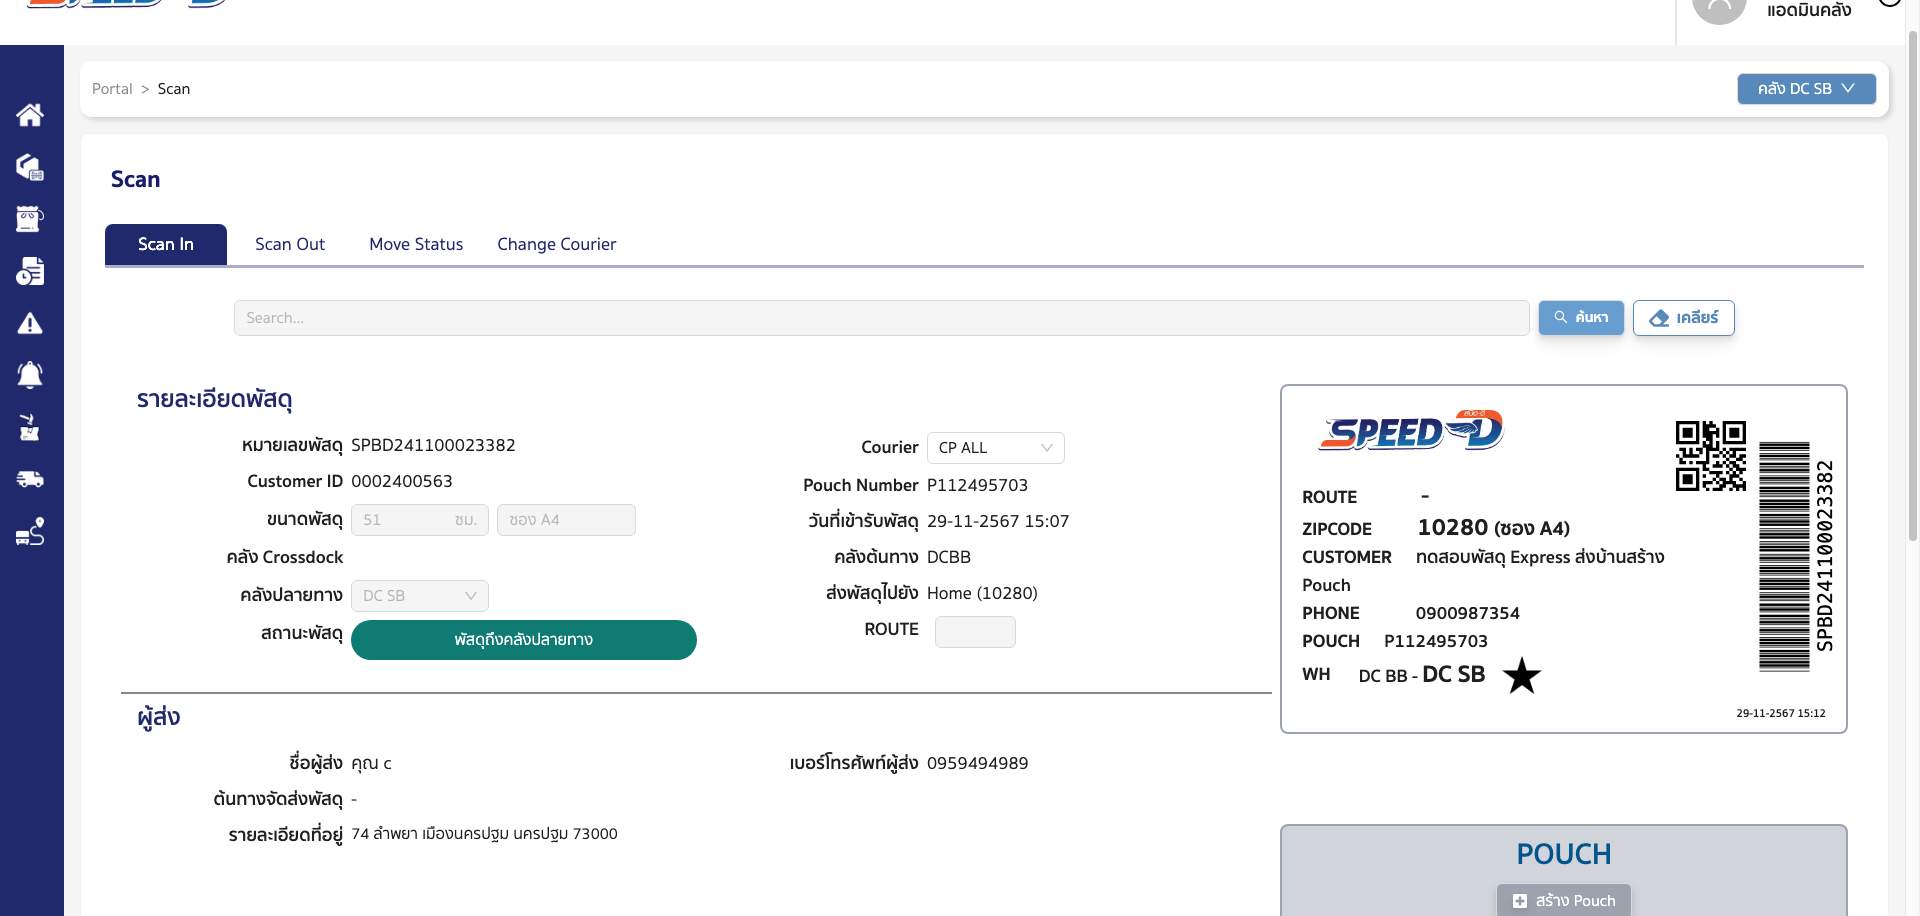 SPEED-D
แอดมินคลัง
Portal > Scan
คลัง DC SB
Scan
Scan In
Scan Out
Move Status
Change Courier
Search...
ค้นหา
เคลียร์
รายละเอียดพัสดุ
หมายเลขพัสดุ SPBD241100023382
Customer ID 0002400563
ขนาดพัสดุ 51 ซม. ซอง A4
คลัง Crossdock
คลังปลายทาง DC SB
สถานะพัสดุ พัสดุถึงคลังปลายทาง
Courier CP ALL
Pouch Number P112495703
วันที่เข้ารับพัสดุ 29-11-2567 15:07
คลังต้นทาง DCBB
ส่งพัสดุไปยัง Home (10280)
ROUTE
สปีด-ดี
SPEED-D
ROUTE -
ZIPCODE 10280 (ซอง A4)
CUSTOMER ทดสอบพัสดุ Express ส่งบ้านสร้าง
Pouch
PHONE 0900987354
POUCH P112495703
WH DC BB - DC SB
SPBD241100023382
29-11-2567 15:12
ผู้ส่ง
ชื่อผู้ส่ง คุณ c
เบอร์โทรศัพท์ผู้ส่ง 0959494989
ต้นทางจัดส่งพัสดุ -
รายละเอียดที่อยู่ 74 ลำพยา เมืองนครปฐม นครปฐม 73000
POUCH
สร้าง Pouch